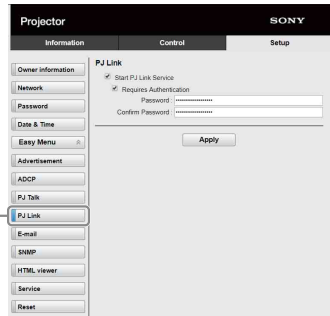 Projector
SONY
Information
Control
Setup
Owner information
Network
Password
Date & Time
Easy Menu
Advertisement
ADCP
PJ Talk
PJ Link
E-mail
SNMP
HTML viewer
Service
Reset
PJ Link
Start PJ Link Service
Requires Authentication
Password :
Confirm Password :
Apply